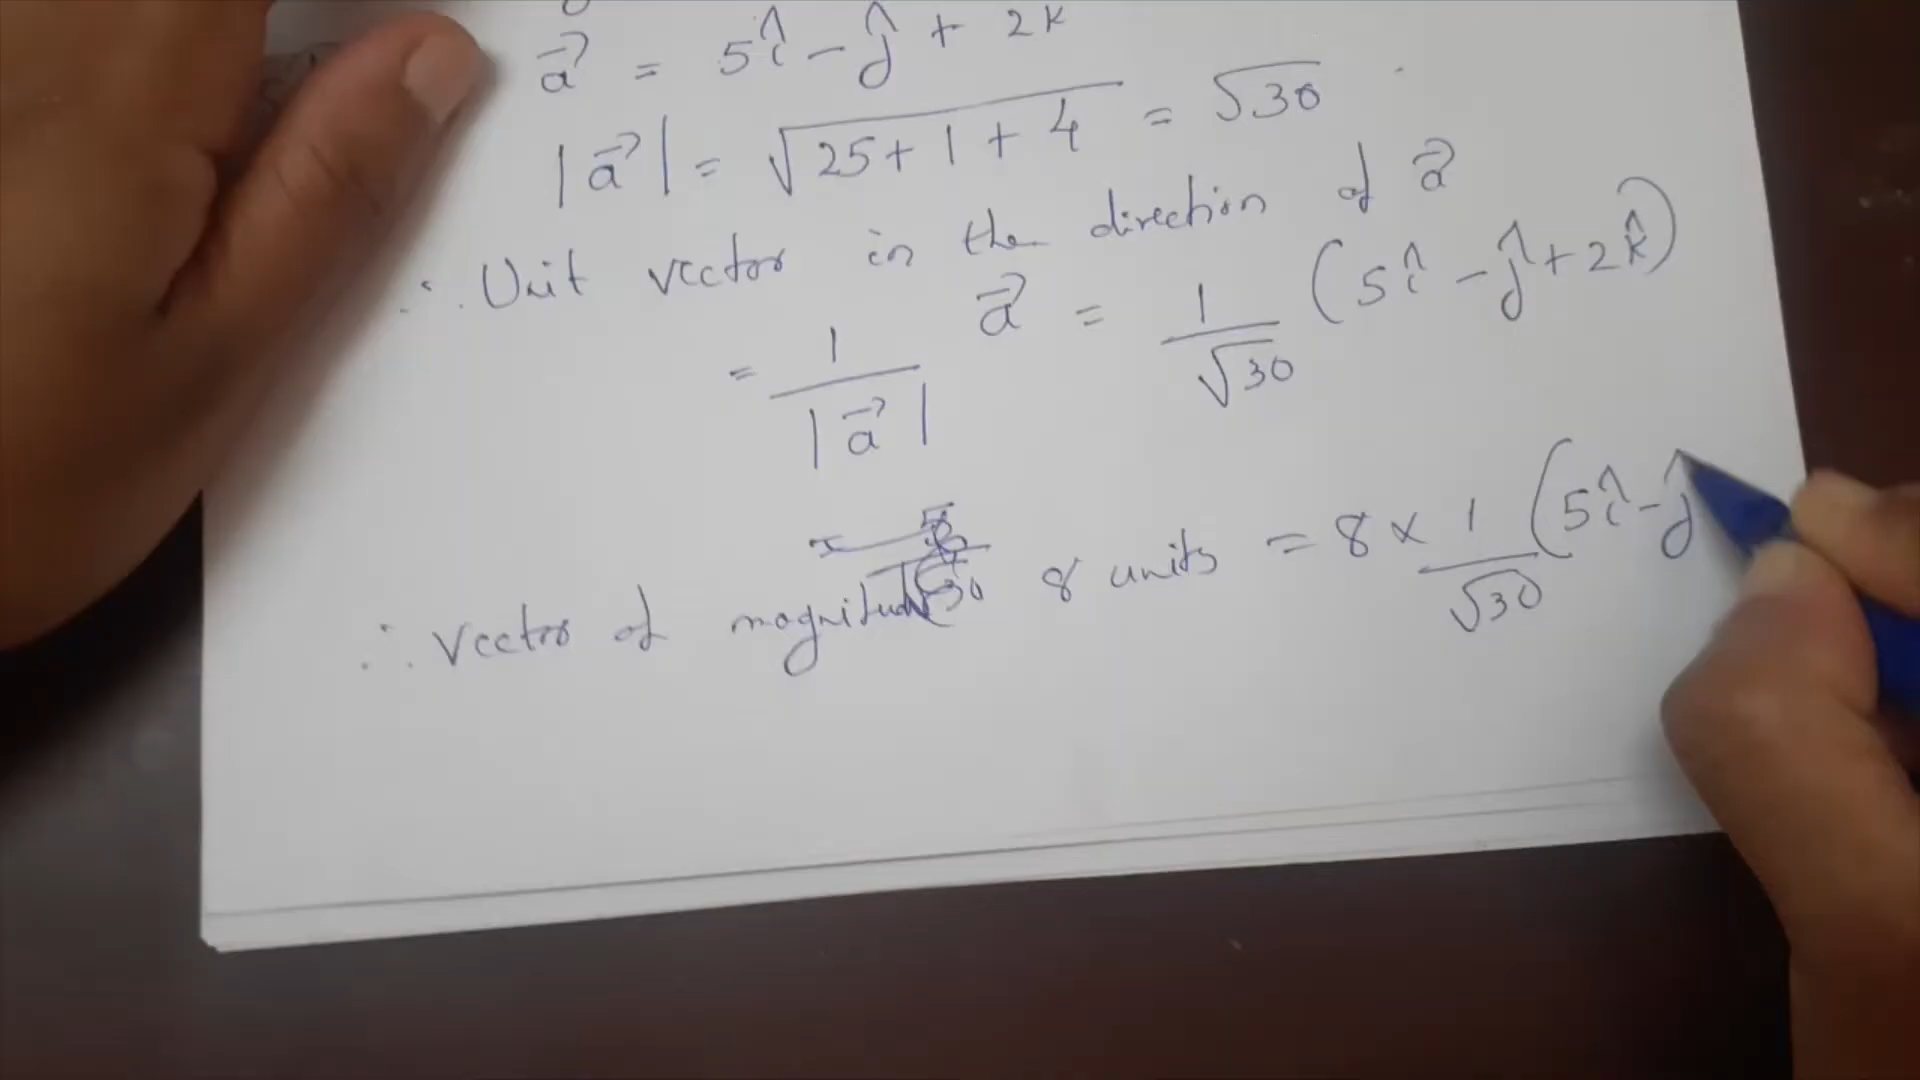 a⃗ = 5î - ĵ + 2k
|a⃗| = √25+1+4 = √30
∴ Unit vector in the direction of a⃗
= 1/|a⃗| a⃗ = 1/√30 (5î - ĵ + 2k̂)
∴ vector of magnitude 8 units = 8 × 1/√30 (5î - ĵ